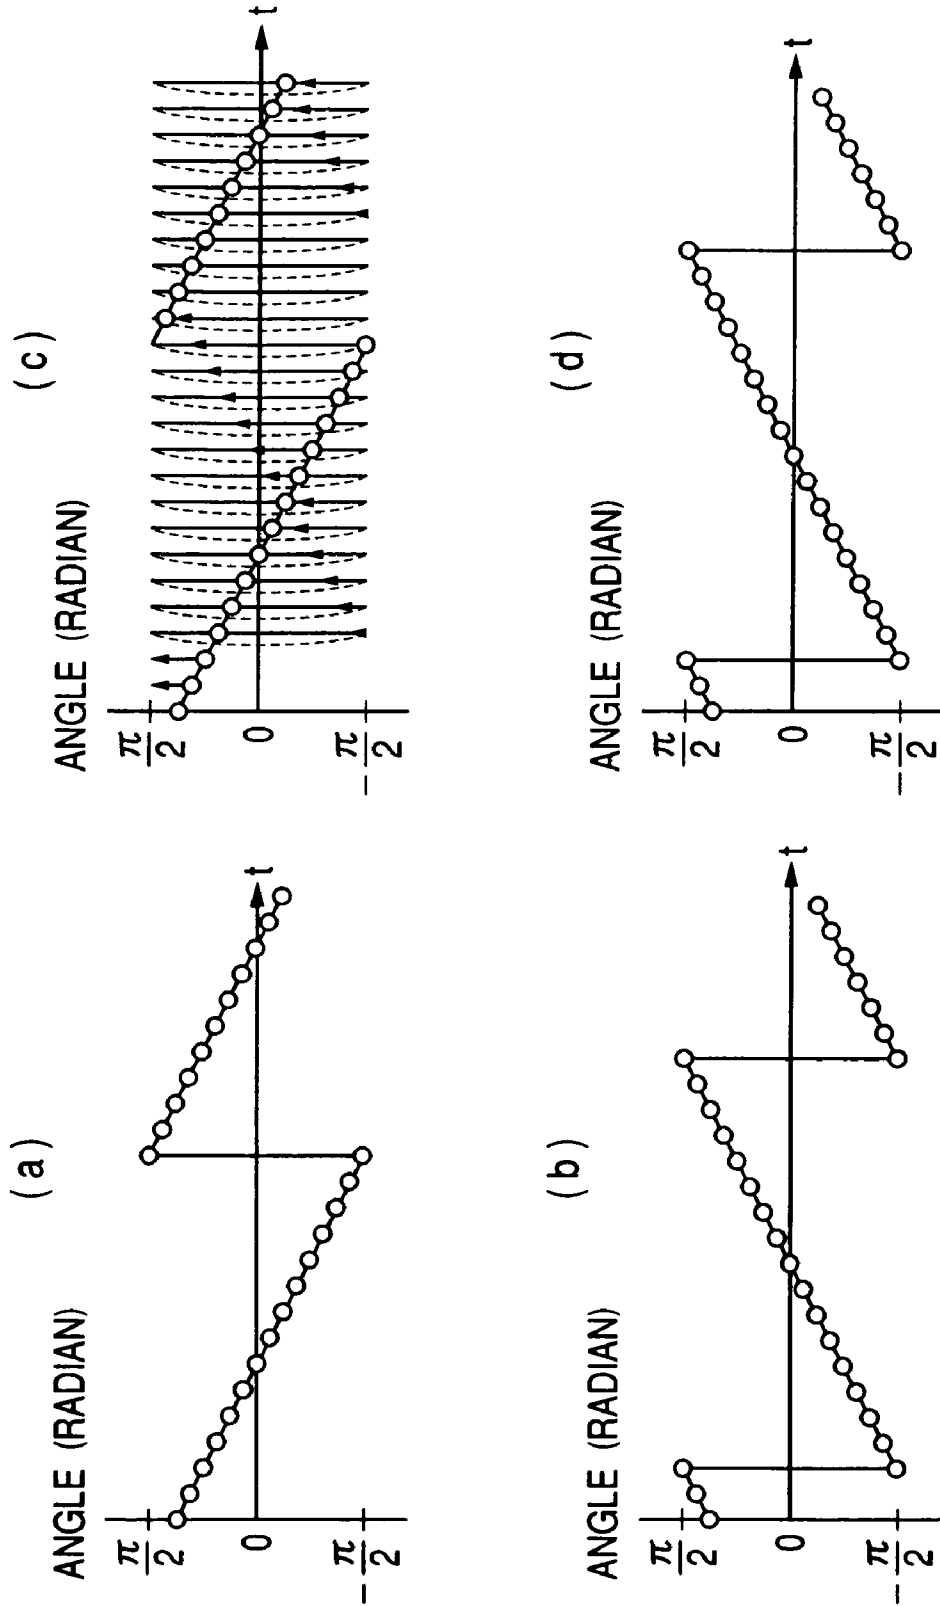 (a)
ANGLE (RADIAN)
π/2
0
-π/2
t
(b)
ANGLE (RADIAN)
π/2
0
-π/2
t
(c)
ANGLE (RADIAN)
π/2
0
-π/2
t
(d)
ANGLE (RADIAN)
π/2
0
-π/2
t